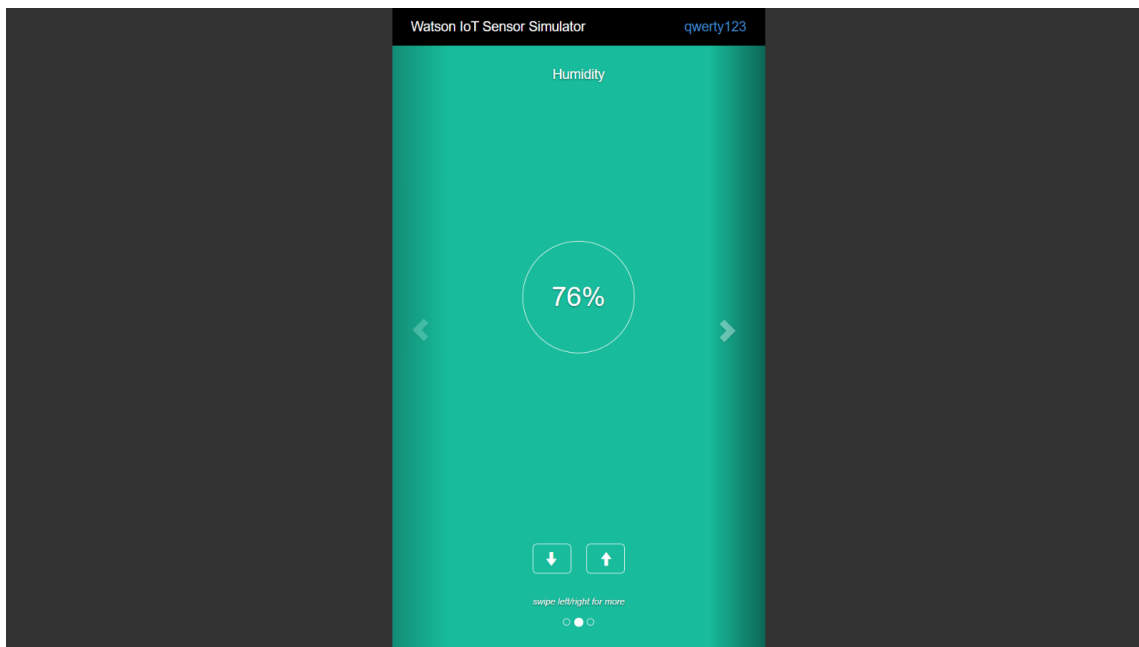 Watson IoT Sensor Simulator qwerty123
Humidity
76%
swipe left/right for more